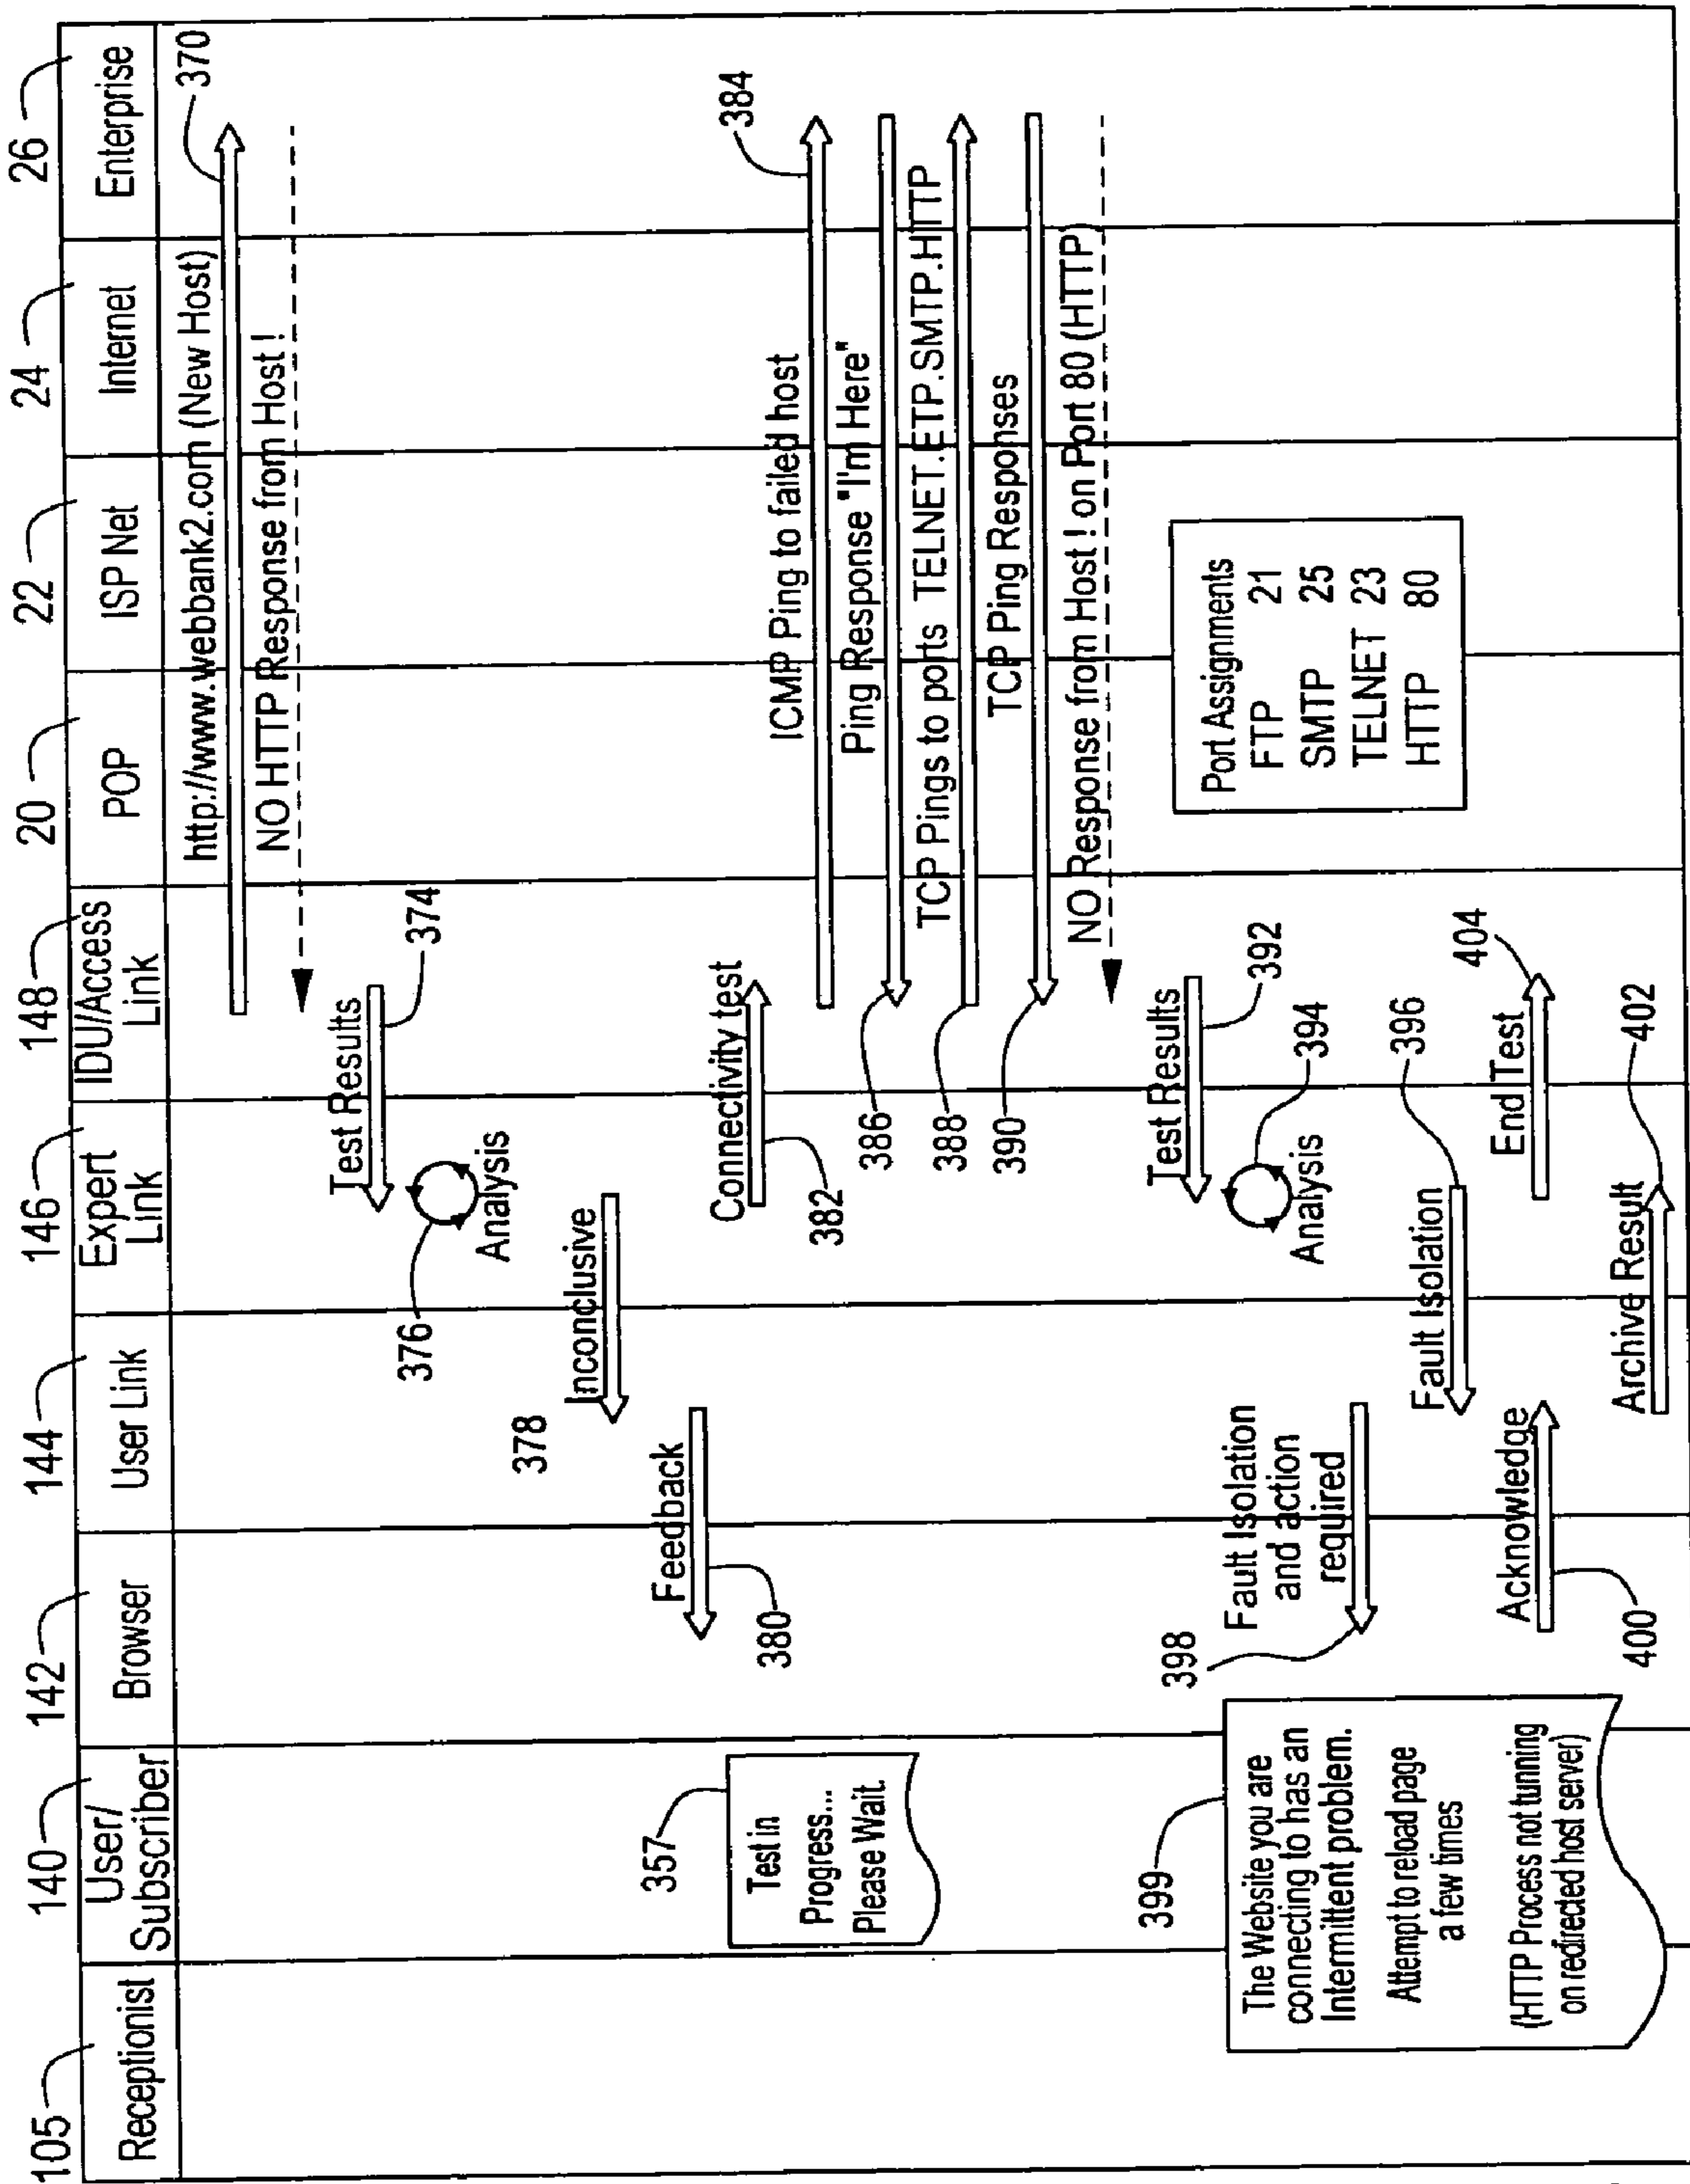 105
140
142
144
146
148
20
22
24
26
Receptionist
User/
Subscriber
Browser
User Link
Expert
Link
IDU/Access
Link
POP
ISP Net
Internet
Enterprise
http://www.webbank2.com (New Host)
370
NO HTTP Response from Host !
Test Results
374
376
Analysis
378
Inconclusive
Feedback
380
357
Test in
Progress...
Please Wait.
Connectivity test
382
ICMP Ping to failed host
384
Ping Response "I'm Here"
386
TCP Pings to ports TELNET.ETP.SMTP.HTTP
388
TCP Ping Responses
390
NO Response from Host ! on Port 80 (HTTP)
Test Results
392
394
Analysis
Port Assignments
FTP 21
SMTP 25
TELNET 23
HTTP 80
Fault Isolation
and action
required
398
399
The Website you are
connecting to has an
Intermittent problem.
Attempt to reload page
a few times
(HTTP Process not tunning
on redirected host server)
Fault Isolation
396
Acknowledge
400
End Test
404
Archive Result
402